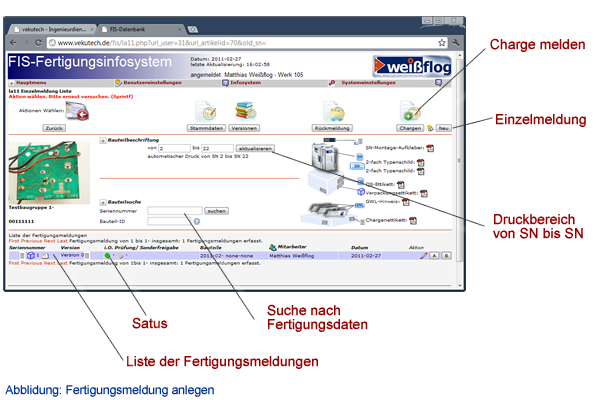 vekutech - Ingenieurdien...
FIS-Datenbank
www.vekutech.de/fis/la11.php?url_user=31&url_artikelid=70&old_sn=
FIS-Fertigungsinfosystem
Datum: 2011-02-27
letzte Aktualisierung: 16:02:58
angemeldet: Matthias Weißflog - Werk 105
weißflog
Hauptmenu
Benutzereinstellungen
Infosystem
Systemeinstellungen
la11 Einzelmeldung Liste
Aktion wählen. Bitte erneut versuchen. (Sprintf)
Aktionen Wählen:
Zurück
Stammdaten
Versionen
Rückmeldung
Chargen
Neu
Charge melden
Einzelmeldung
Bauteilbeschriftung
von 2 bis 22 aktualisieren
automatischer Druck von SN 2 bis SN 22
SN-Montage-Aufkleber:
2-fach Typenschild:
2-fach Typenschild:
QS-Ettikett:
Verpackungsettikett:
GWL-Hinweis:
Chargenettikett:
Druckbereich
von SN bis SN
Testbaugruppe 1-
00111111
Bauteilsuche
Seriennummer suchen
Bauteil-ID
Liste der Fertigungsmeldungen
First Previous Next Last Fertigungsmeldung von 1 bis 1- insgesamt: 1 Fertigungsmeldungen erfasst.
Seriennummer Version i.O. Prüfung/ Sonderfreigabe Bauteile Mitarbeiter Datum Aktion
1 Version 0 2011-02- none-none Matthias Weißflog 2011-02-27 A B
First Previous Next Last Fertigungsmeldung von 1bis 1- insgesamt: 1 Fertigungsmeldungen erfasst.
Satus
Suche nach
Fertigungsdaten
Liste der Fertigungsmeldungen
Abblidung: Fertigungsmeldung anlegen